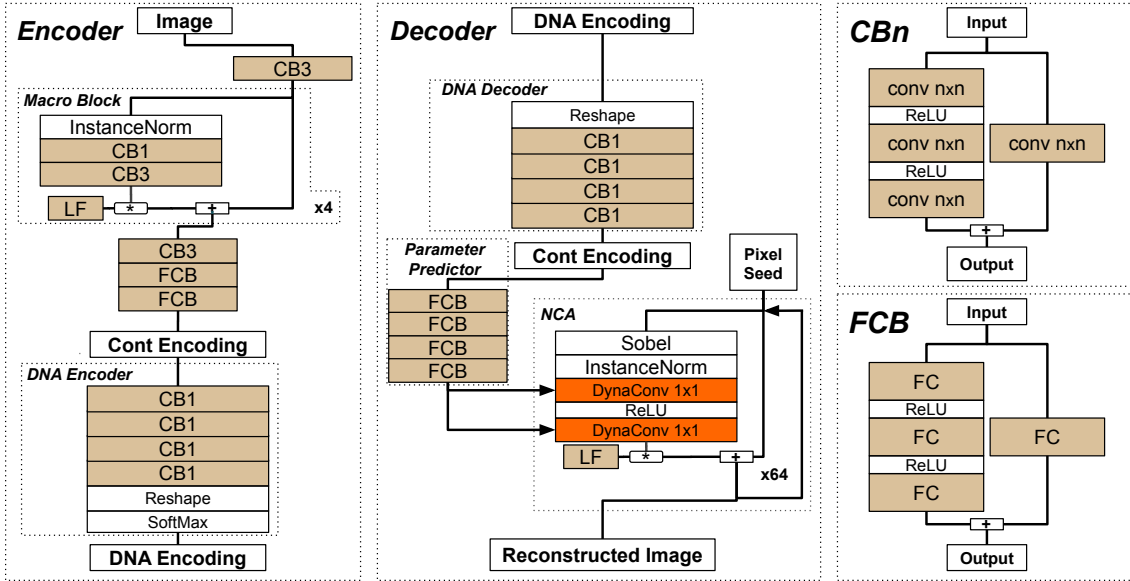 Encoder
Image
CB3
Macro Block
InstanceNorm
CB1
CB3
LF
*
+
x4
CB3
FCB
FCB
Cont Encoding
DNA Encoder
CB1
CB1
CB1
CB1
Reshape
SoftMax
DNA Encoding
Decoder
DNA Encoding
DNA Decoder
Reshape
CB1
CB1
CB1
CB1
Cont Encoding
Parameter
Predictor
FCB
FCB
FCB
FCB
Pixel
Seed
NCA
Sobel
InstanceNorm
DynaConv 1x1
ReLU
DynaConv 1x1
LF
*
+
x64
Reconstructed Image
CBn
Input
conv nxn
ReLU
conv nxn
ReLU
conv nxn
conv nxn
+
Output
FCB
Input
FC
ReLU
FC
ReLU
FC
FC
+
Output